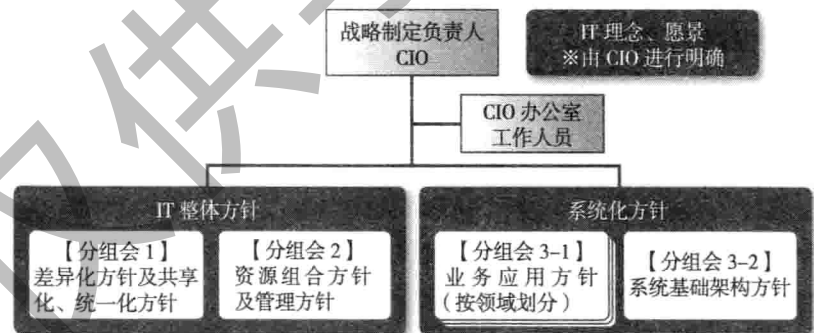 战略制定负责人
CIO
IT 理念、愿景
※由 CIO 进行明确
CIO 办公室
工作人员
IT 整体方针
【分组会 1】
差异化方针及共享
化、统一化方针
【分组会 2】
资源组合方针
及管理方针
系统化方针
【分组会 3–1】
业务应用方针
（按领域划分）
【分组会 3–2】
系统基础架构方针